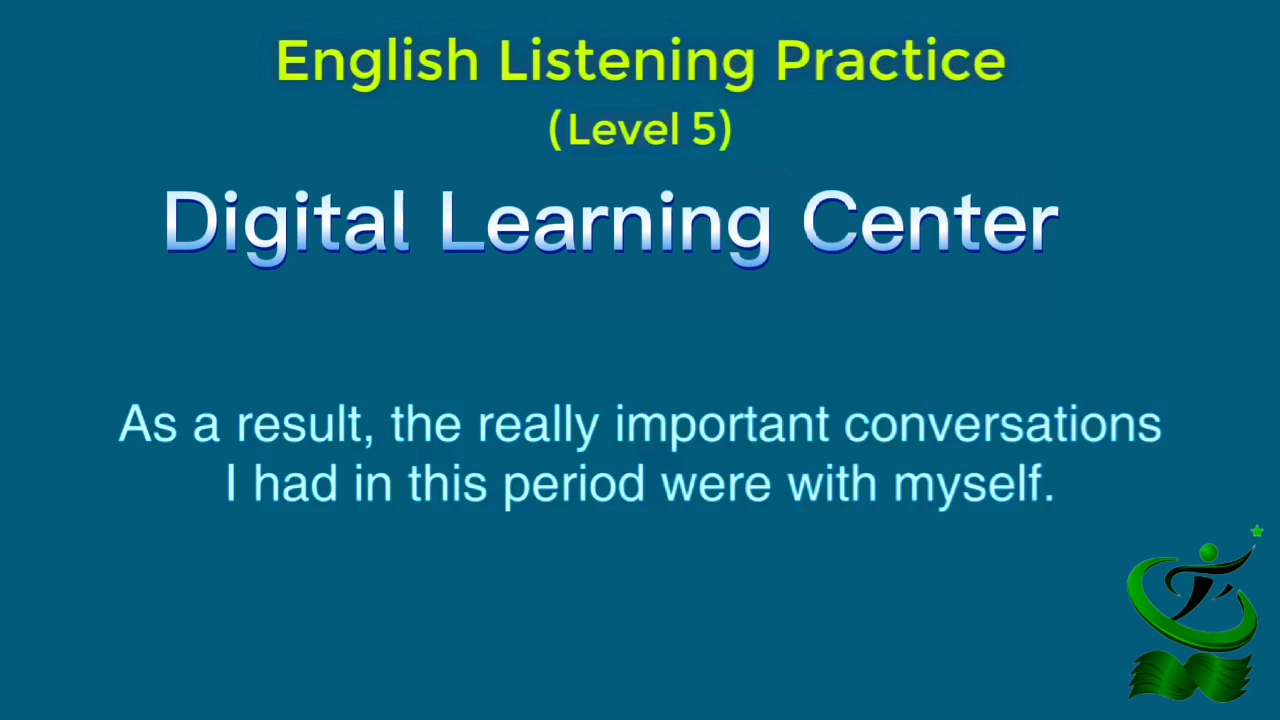 English Listening Practice
(Level 5)
Digital Learning Center
As a result, the really important conversations
I had in this period were with myself.